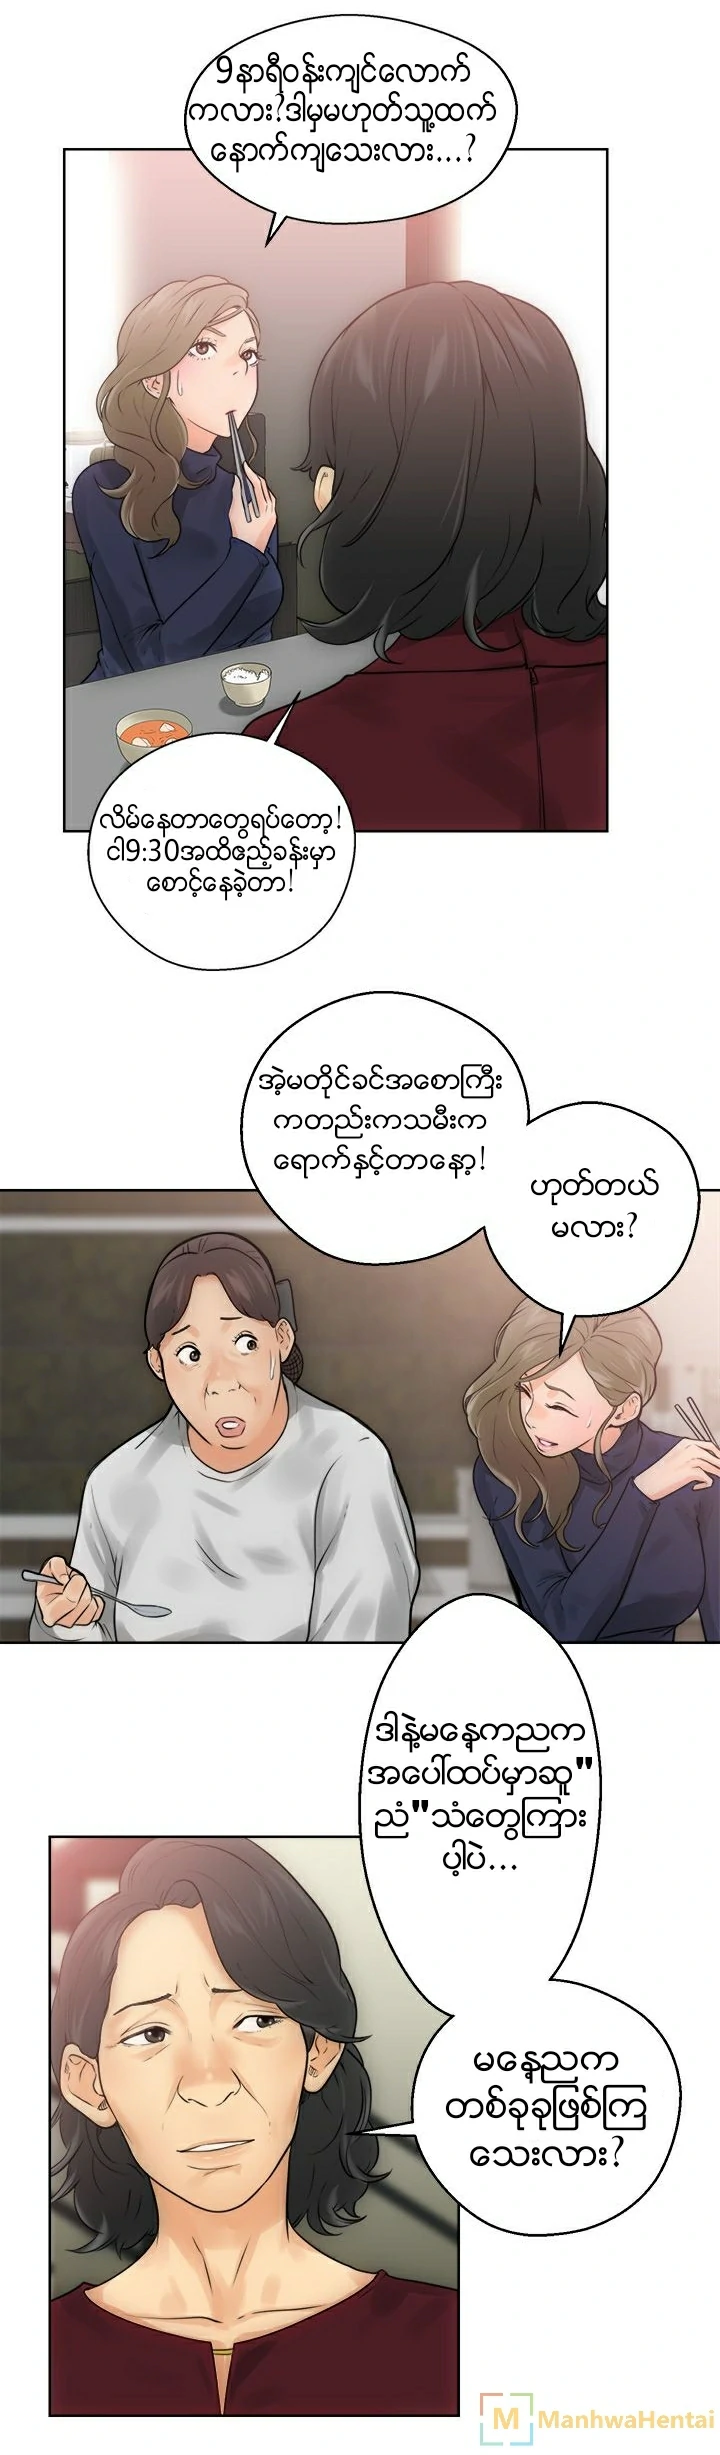 9နာရီဝန်းကျင်လောက်
ကလား?ဒါမှမဟုတ်သူ့ထက်
နောက်ကျသေးလား...?
လိမ်နေတာတွေရပ်တော့!
ငါ9:30အထိဧည့်ခန်းမှာ
စောင့်နေခဲ့တာ!
အဲ့မတိုင်ခင်အစောကြီး
ကတည်းကသမီးက
ရောက်နှင့်တာနော့!
ဟုတ်တယ်
မလား?
ဒါနဲ့မနေ့ကညက
အပေါ်ထပ်မှာဆူ"
ညံ"သံတွေကြား
ပါ့ပဲ...
မနေ့ညက
တစ်ခုခုဖြစ်ကြ
သေးလား?
M ManhwaHentai